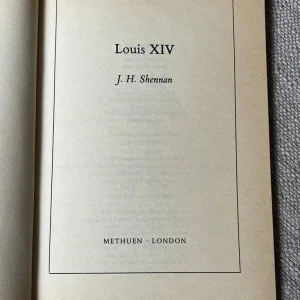 Louis XIV
J. H. Shennan
METHUEN · LONDON